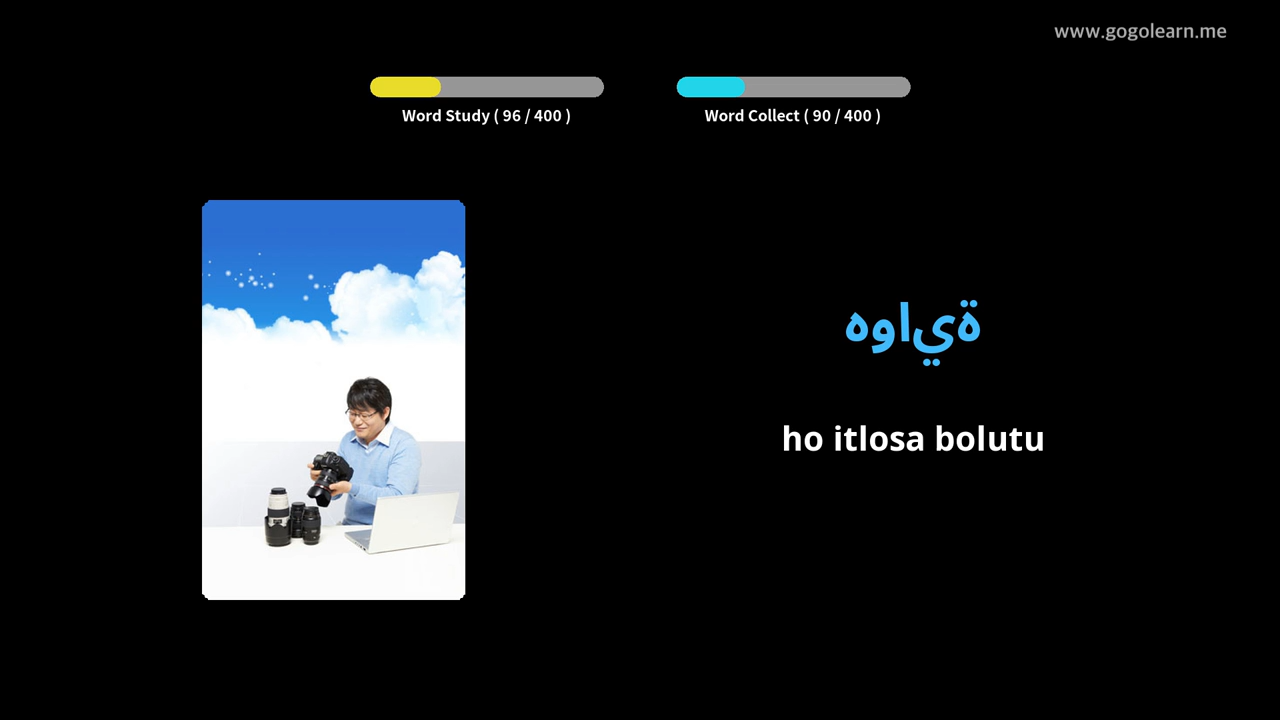 www.gogolearn.me
Word Study ( 96 / 400 )
Word Collect ( 90 / 400 )
ةياوه
ho itlosa bolutu